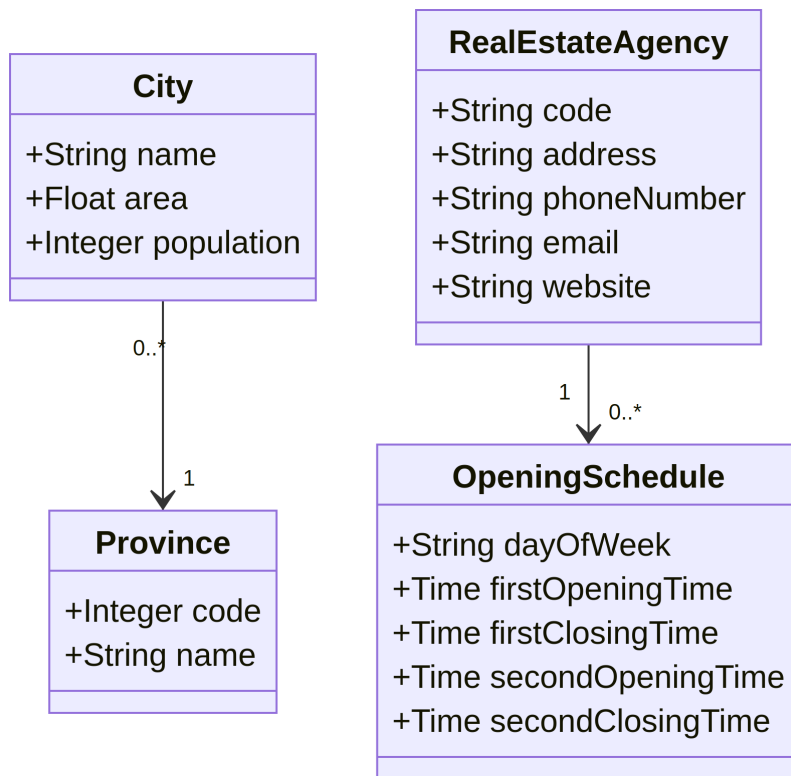 City
+String name
+Float area
+Integer population
0..*
1
Province
+Integer code
+String name
RealEstateAgency
+String code
+String address
+String phoneNumber
+String email
+String website
1
0..*
OpeningSchedule
+String dayOfWeek
+Time firstOpeningTime
+Time firstClosingTime
+Time secondOpeningTime
+Time secondClosingTime